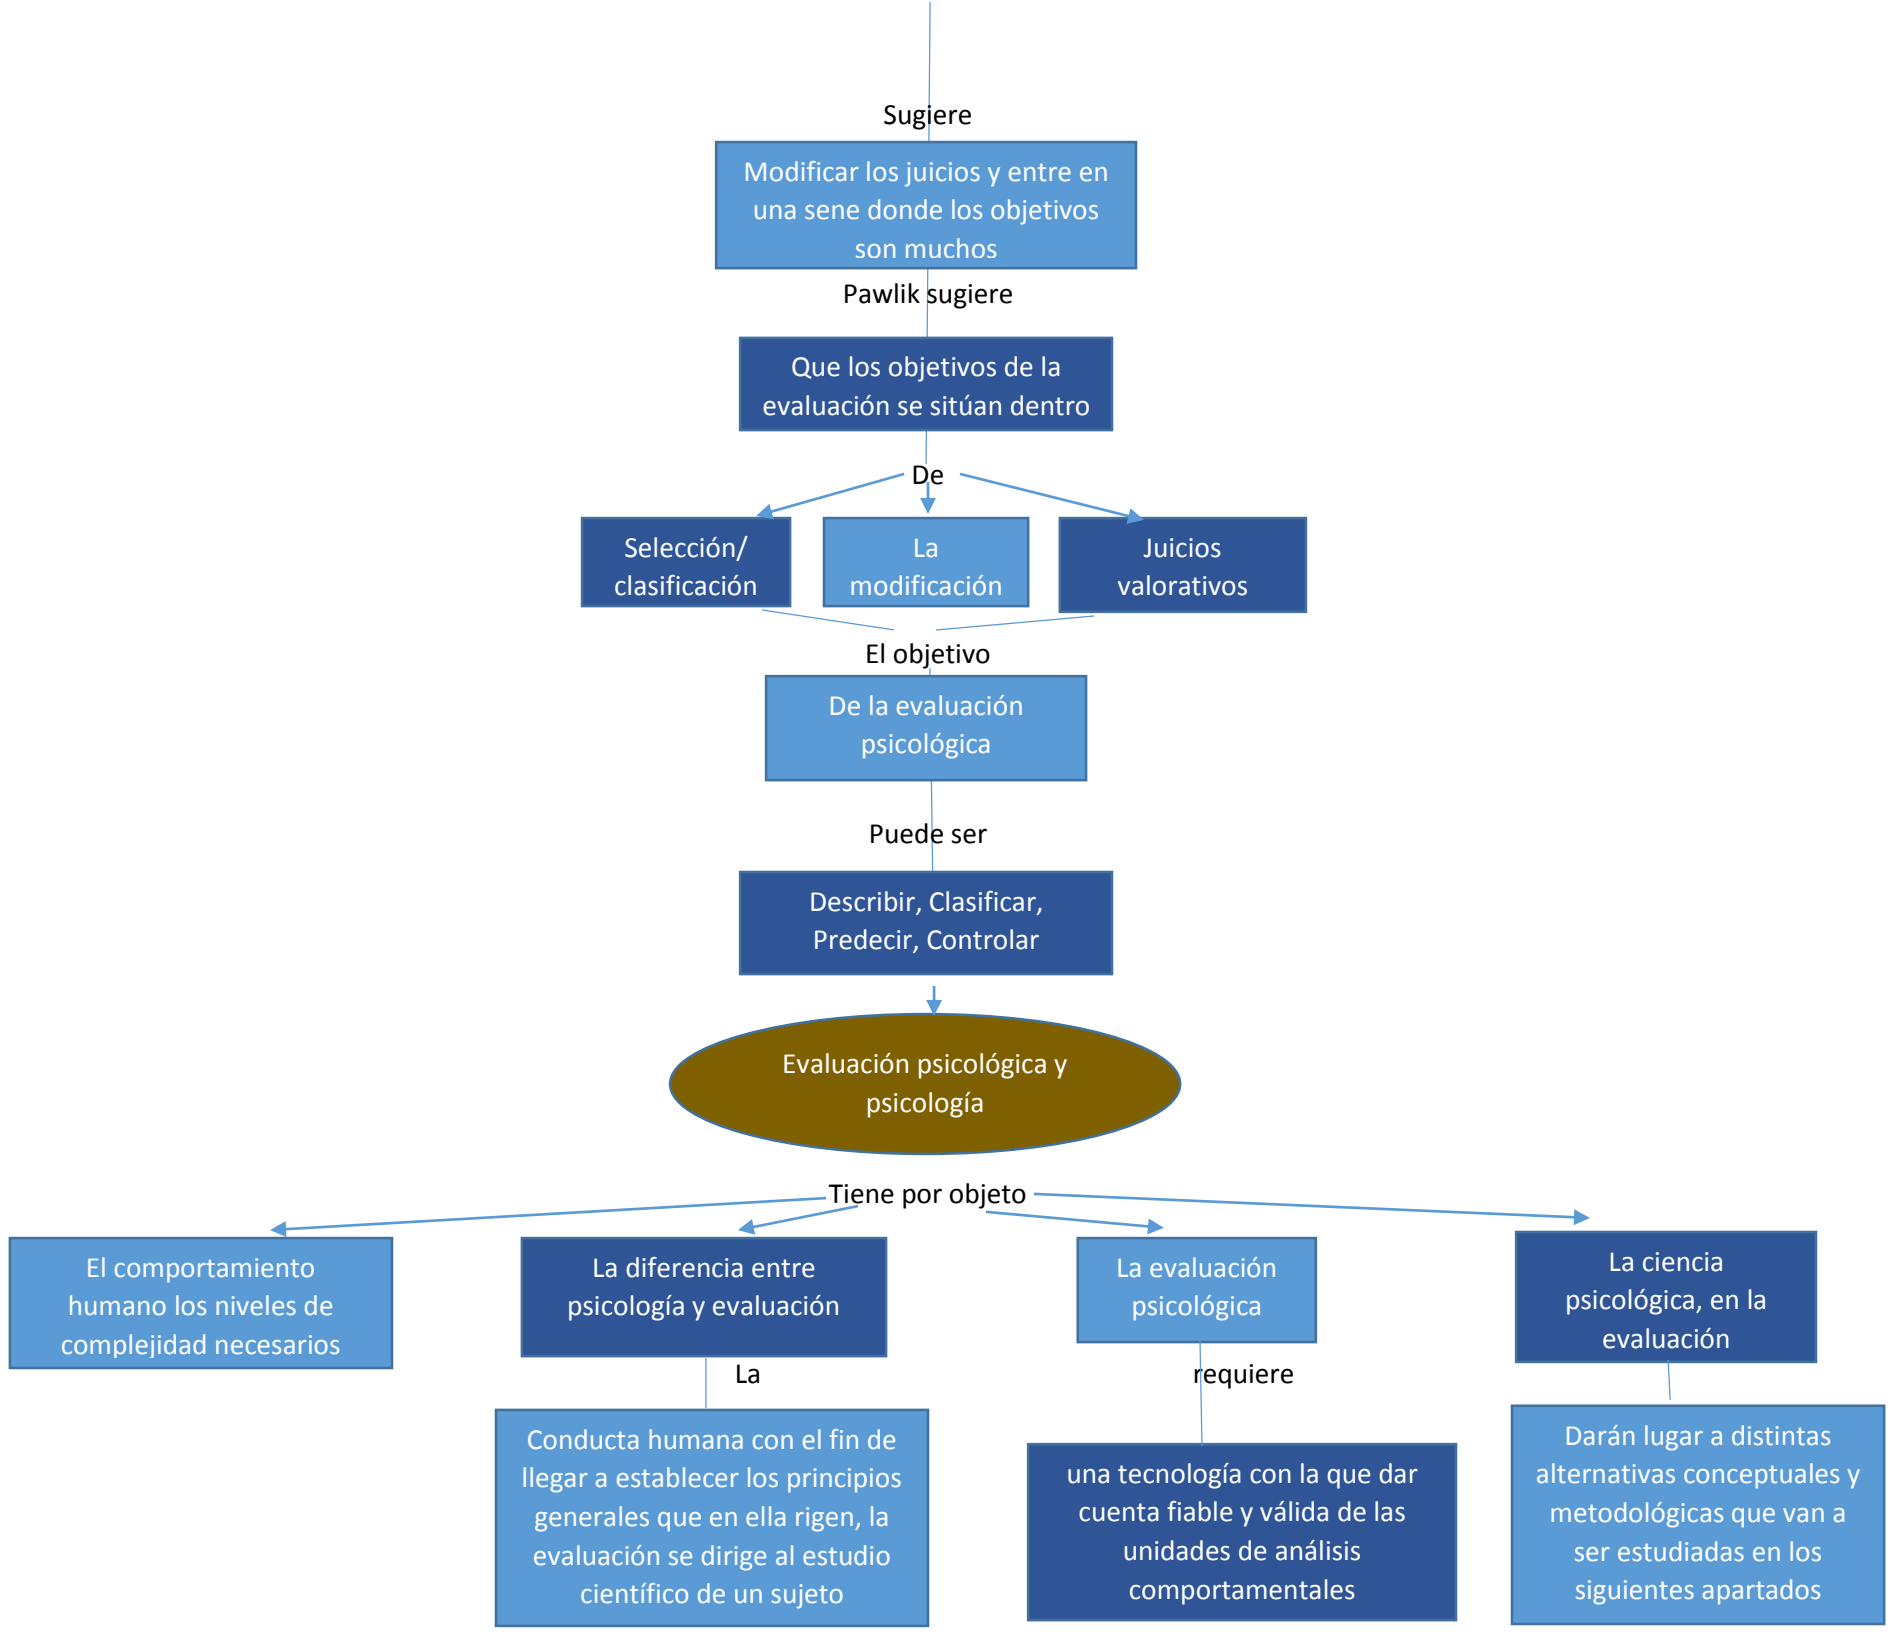 Sugiere
Modificar los juicios y entre en
una sene donde los objetivos
son muchos
Pawlik sugiere
Que los objetivos de la
evaluación se sitúan dentro
De
Selección/
clasificación
La
modificación
Juicios
valorativos
El objetivo
De la evaluación
psicológica
Puede ser
Describir, Clasificar,
Predecir, Controlar
Evaluación psicológica y
psicología
Tiene por objeto
El comportamiento
humano los niveles de
complejidad necesarios
La diferencia entre
psicología y evaluación
La evaluación
psicológica
La ciencia
psicológica, en la
evaluación
La
requiere
Conducta humana con el fin de
llegar a establecer los principios
generales que en ella rigen, la
evaluación se dirige al estudio
científico de un sujeto
una tecnología con la que dar
cuenta fiable y válida de las
unidades de análisis
comportamentales
Darán lugar a distintas
alternativas conceptuales y
metodológicas que van a
ser estudiadas en los
siguientes apartados